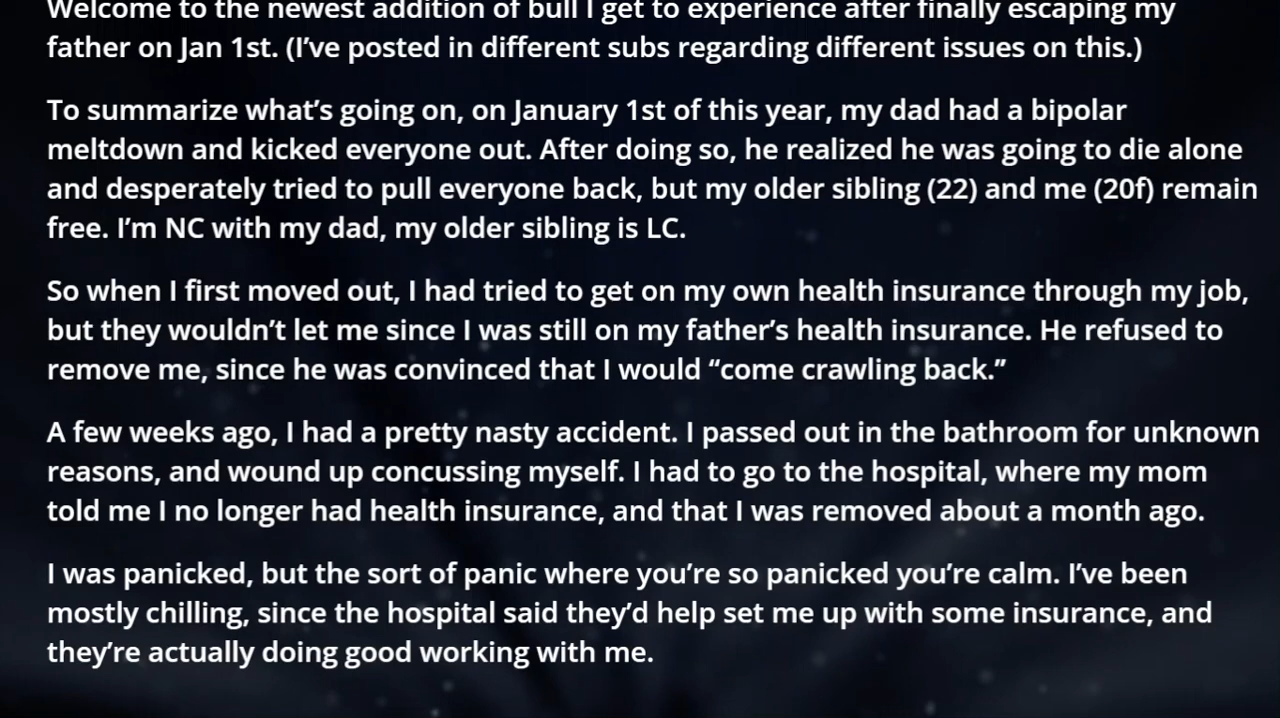 Welcome to the newest addition of bull I get to experience after finally escaping my
father on Jan 1st. (I’ve posted in different subs regarding different issues on this.)
To summarize what’s going on, on January 1st of this year, my dad had a bipolar
meltdown and kicked everyone out. After doing so, he realized he was going to die alone
and desperately tried to pull everyone back, but my older sibling (22) and me (20f) remain
free. I’m NC with my dad, my older sibling is LC.
So when I first moved out, I had tried to get on my own health insurance through my job,
but they wouldn’t let me since I was still on my father’s health insurance. He refused to
remove me, since he was convinced that I would “come crawling back.”
A few weeks ago, I had a pretty nasty accident. I passed out in the bathroom for unknown
reasons, and wound up concussing myself. I had to go to the hospital, where my mom
told me I no longer had health insurance, and that I was removed about a month ago.
I was panicked, but the sort of panic where you’re so panicked you’re calm. I’ve been
mostly chilling, since the hospital said they’d help set me up with some insurance, and
they’re actually doing good working with me.